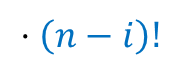 · (n − i)!